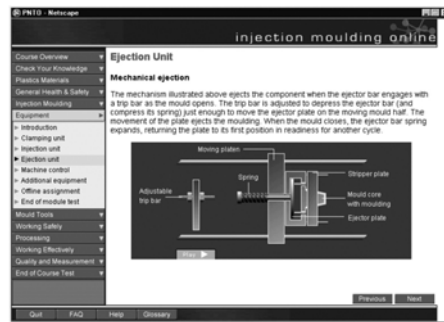 PNTO - Netscape
injection moulding online
Course Overview
Check Your Knowledge
Plastics Materials
General Health & Safety
Injection Moulding
Equipment
Introduction
Clamping unit
Injection unit
Ejection unit
Machine control
Additional equipment
Offline assignment
End of module test
Mould Tools
Working Safely
Processing
Working Effectively
Quality and Measurement
End of Course Test
Ejection Unit
Mechanical ejection
The mechanism illustrated above ejects the component when the ejector bar engages with
a trip bar as the mould opens. The trip bar is adjusted to depress the ejector bar (and
compress its spring) just enough to move the ejector plate on the moving mould half. The
movement of the plate ejects the moulding. When the mould closes, the ejector bar spring
expands, returning the plate to its first position in readiness for another cycle.
Moving platen
Spring
Stripper plate
Adjustable
trip bar
Mould core
with moulding
Ejector plate
Play
Previous
Next
Quit
FAQ
Help
Glossary